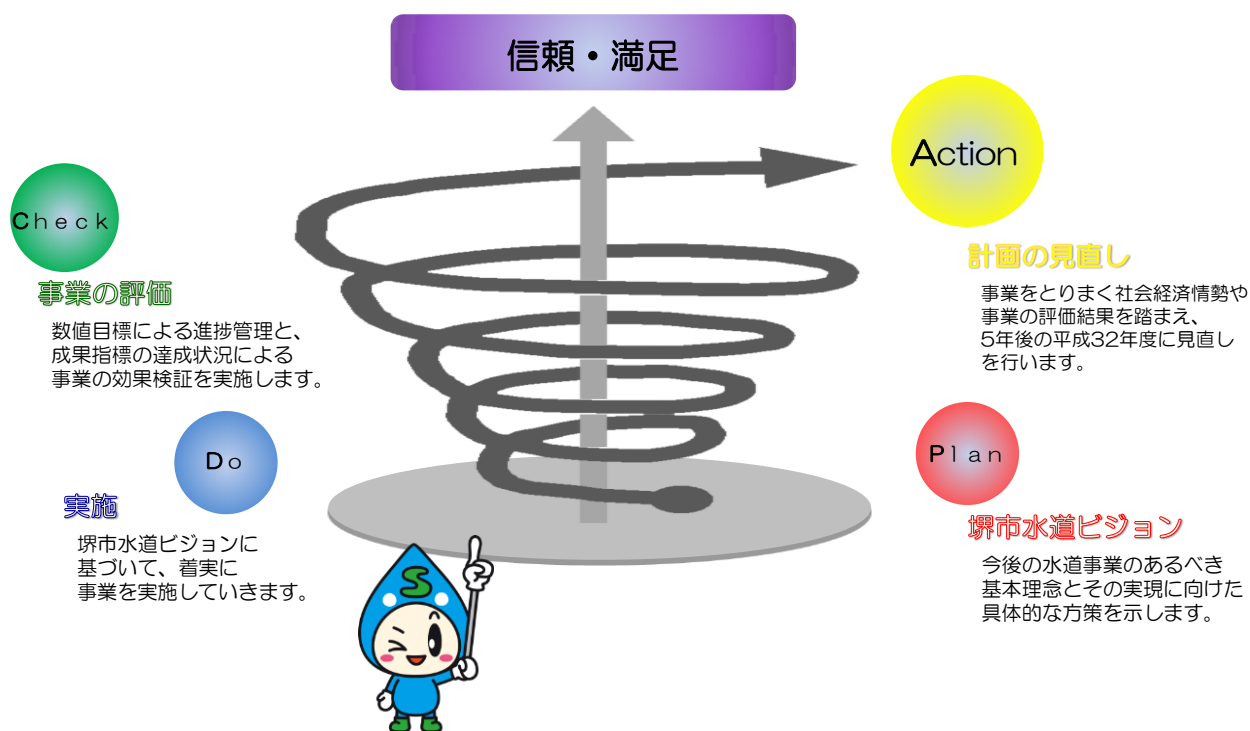 信頼・満足
Action
計画の見直し
事業をとりまく社会経済情勢や
事業の評価結果を踏まえ、
5年後の平成32年度に見直し
を行います。
Check
事業の評価
数値目標による進捗管理と、
成果指標の達成状況による
事業の効果検証を実施します。
Do
実施
堺市水道ビジョンに
基づいて、着実に
事業を実施していきます。
Plan
堺市水道ビジョン
今後の水道事業のあるべき
基本理念とその実現に向けた
具体的な方策を示します。
S